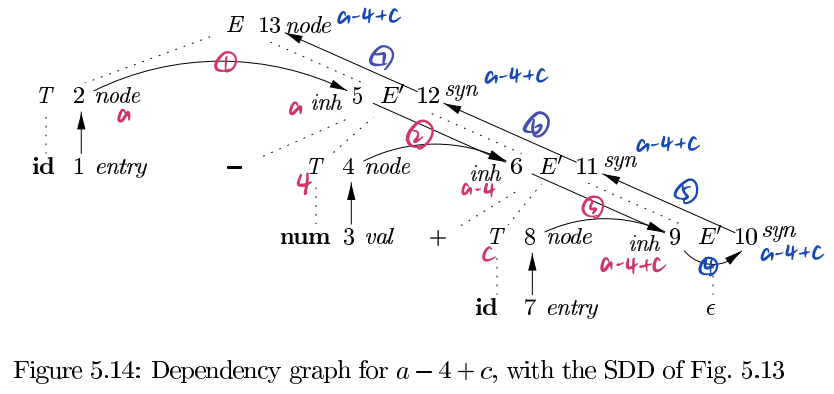 E 13 node a-4+c
① ⑦
T 2 node a inh 5 E′ 12 syn a-4+c
a
② ⑥
id 1 entry − T 4 node inh 6 E′ 11 syn a-4+c
4 a-4
③ ⑤
num 3 val + T 8 node inh 9 E′ 10 syn
c a-4+c ④ a-4+c
id 7 entry ϵ
Figure 5.14: Dependency graph for a − 4 + c, with the SDD of Fig. 5.13